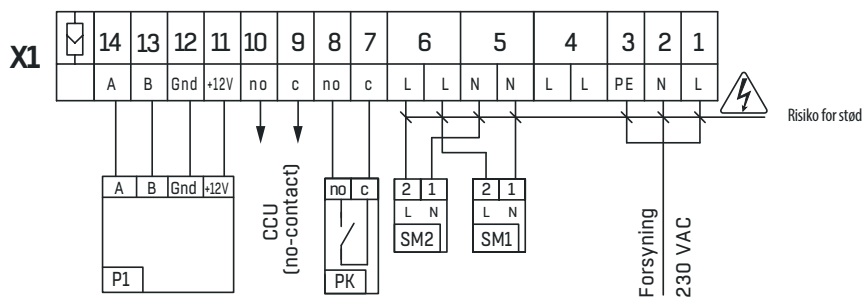 X1
14 13 12 11 10 9 8 7 6 5 4 3 2 1
A B Gnd +12V no c no c L L N N L L PE N L
Risiko for stød
A B Gnd +12V
P1
CCU
(no-contact)
no c
PK
2 1
L N
SM2
2 1
L N
SM1
Forsyning
230 VAC